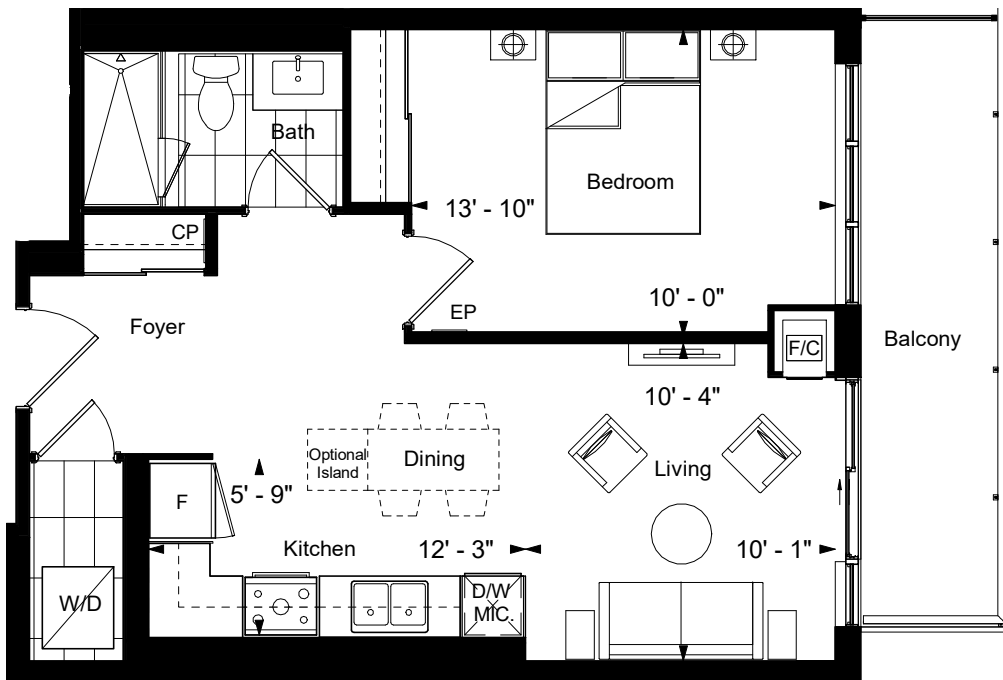 Bath
Bedroom
CP
13' - 10"
10' - 0"
EP
Foyer
F/C
Balcony
10' - 4"
Optional
Island
Dining
Living
F
5' - 9"
Kitchen
12' - 3"
10' - 1"
W/D
D/W
MIC.